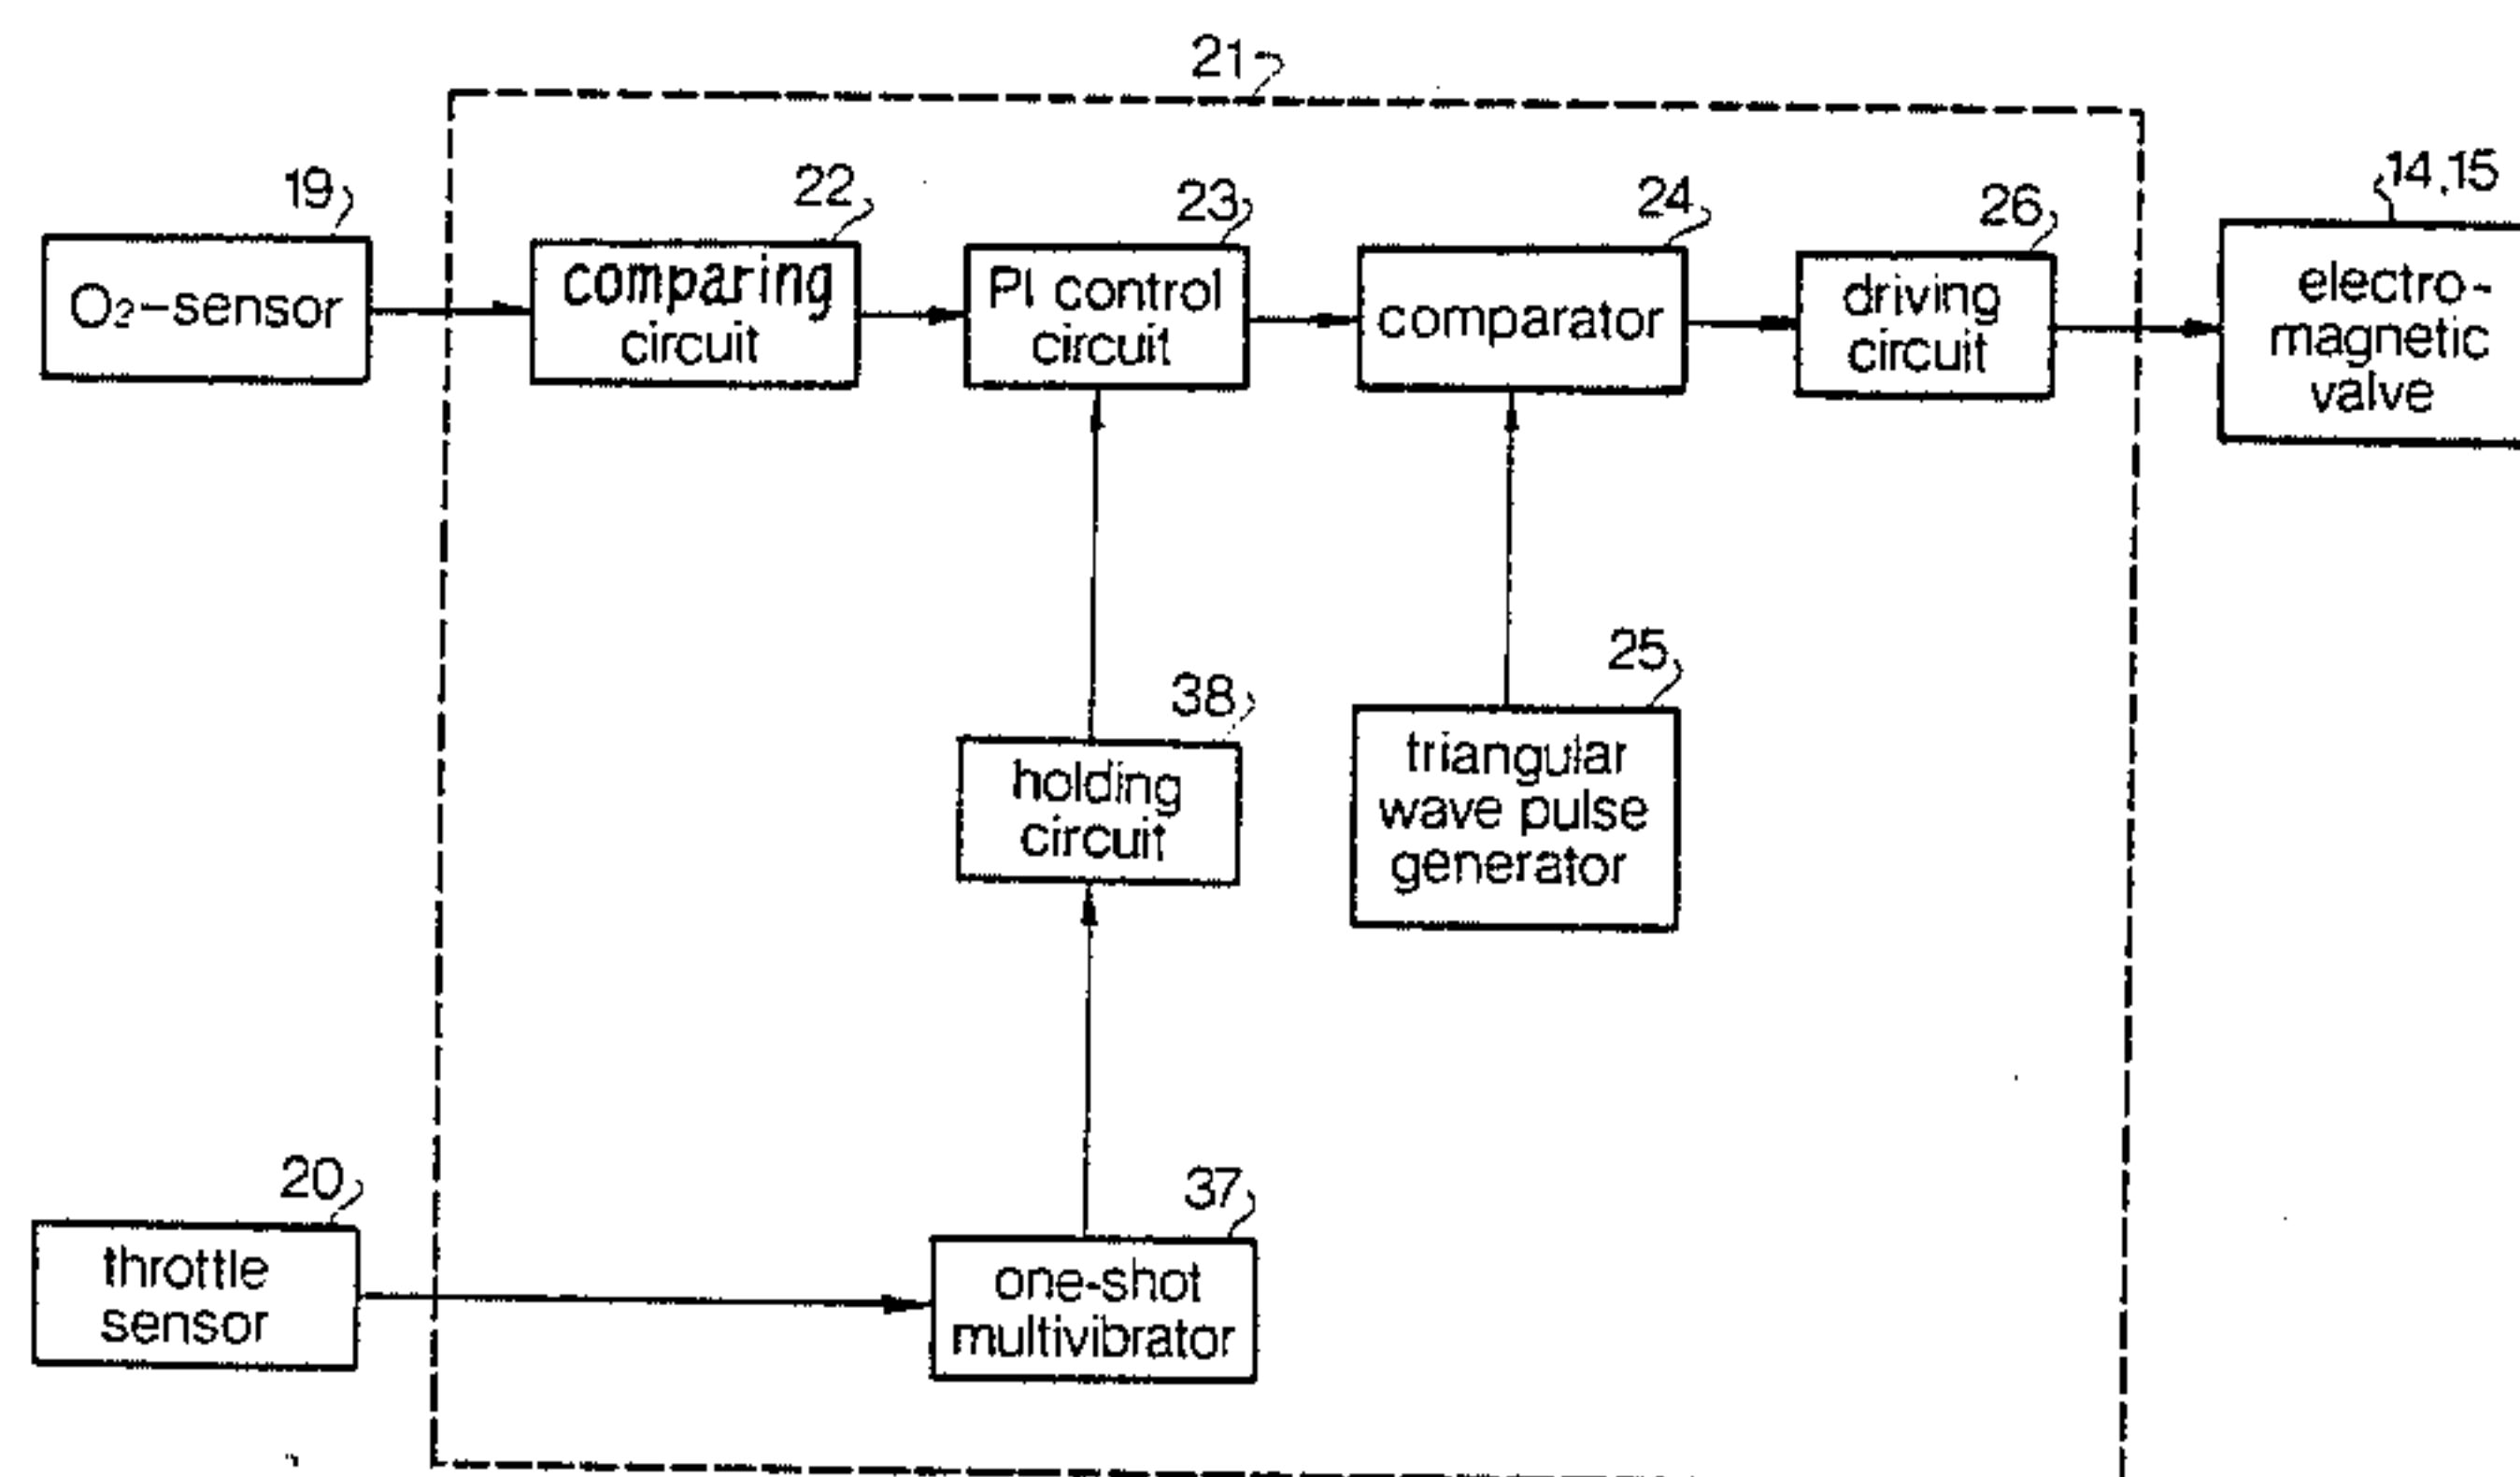 21
19
22
23
24
26
14,15
O₂-sensor
comparing
circuit
PI control
circuit
comparator
driving
circuit
electro-
magnetic
valve
38
25
holding
circuit
triangular
wave pulse
generator
20
37
throttle
sensor
one-shot
multivibrator